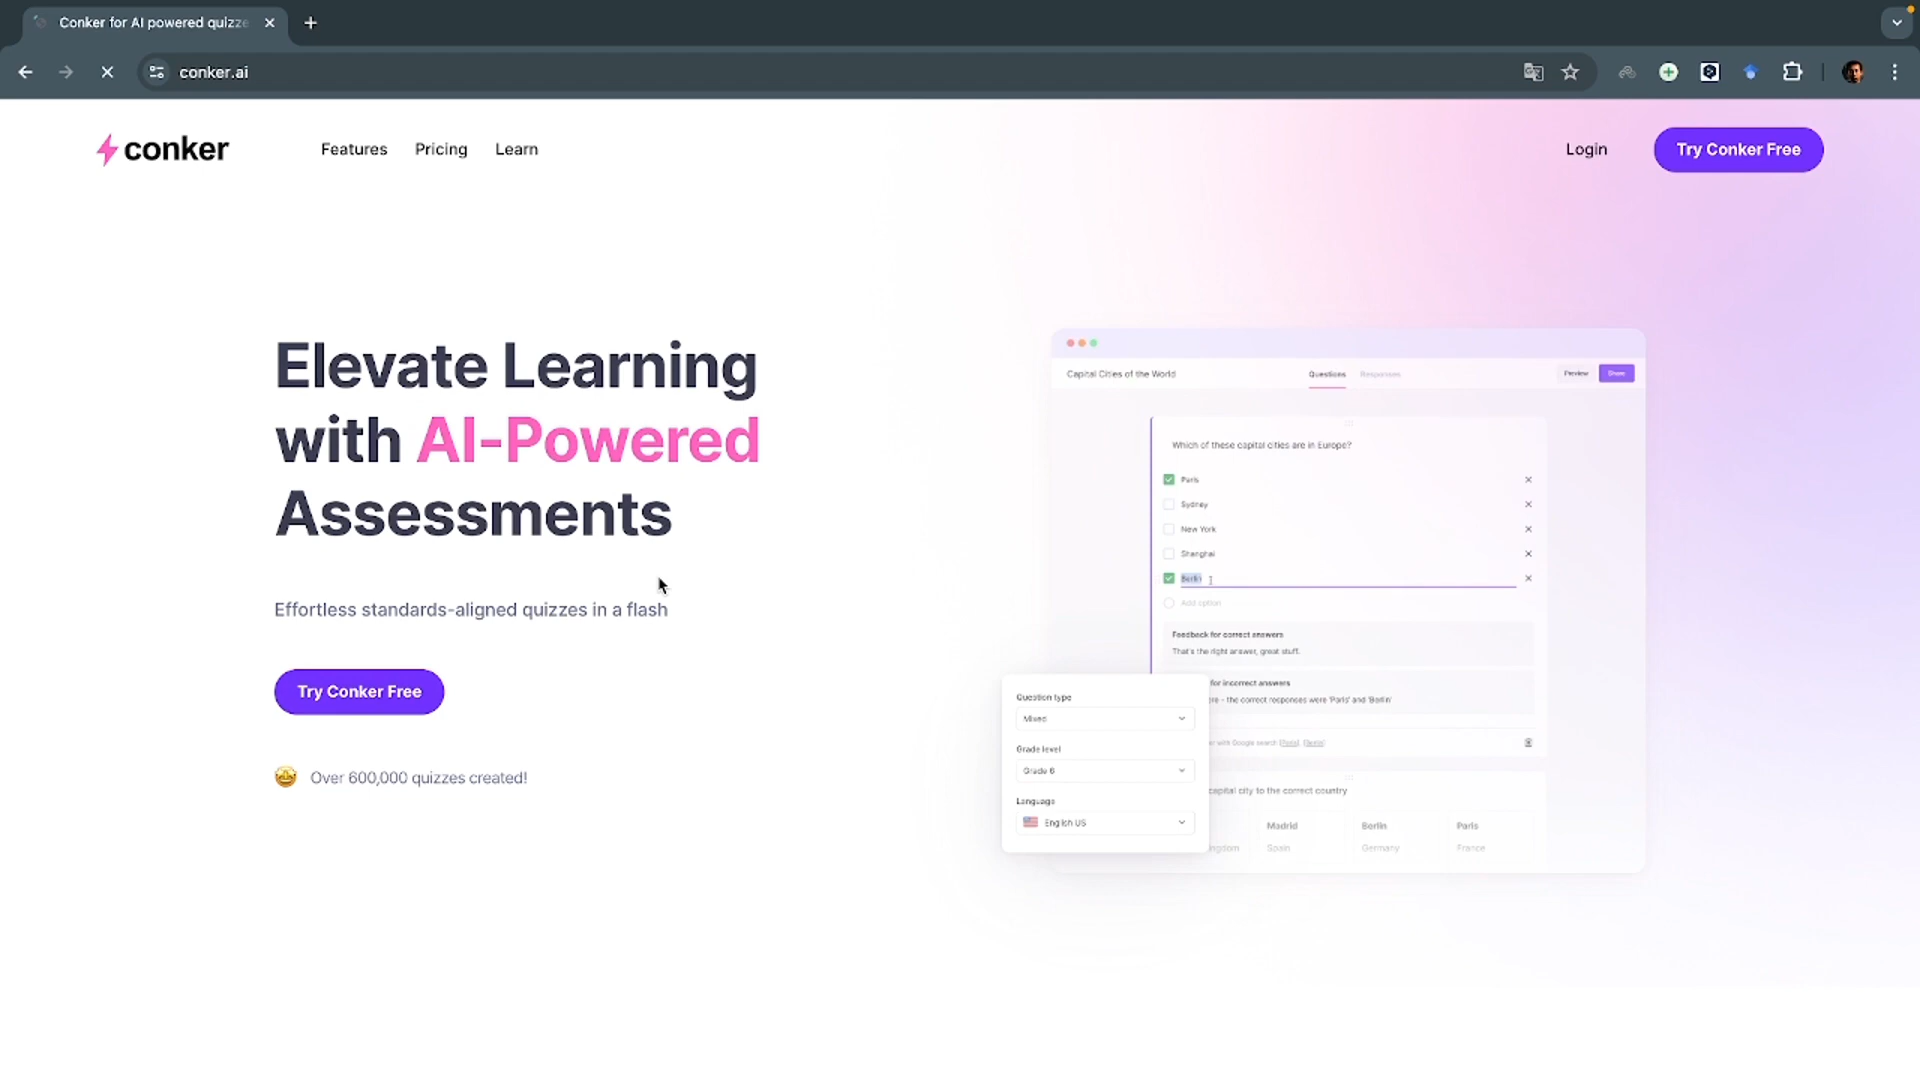 Conker for AI powered quizze
conker.ai
conker
Features
Pricing
Learn
Login
Try Conker Free
Elevate Learning
with AI-Powered
Assessments
Effortless standards-aligned quizzes in a flash
Try Conker Free
Over 600,000 quizzes created!
Capital Cities of the World
Questions
Responses
Preview
Share
Which of these capital cities are in Europe?
Paris
Sydney
New York
Shanghai
Berlin
Add option
Feedback for correct answers
That's the right answer, great stuff.
for incorrect answers
- the correct responses were 'Paris' and 'Berlin'
with Google search [Paris], [Berlin]
capital city to the correct country
Madrid
Berlin
Paris
Spain
Germany
France
Question type
Mixed
Grade level
Grade 6
Language
English US